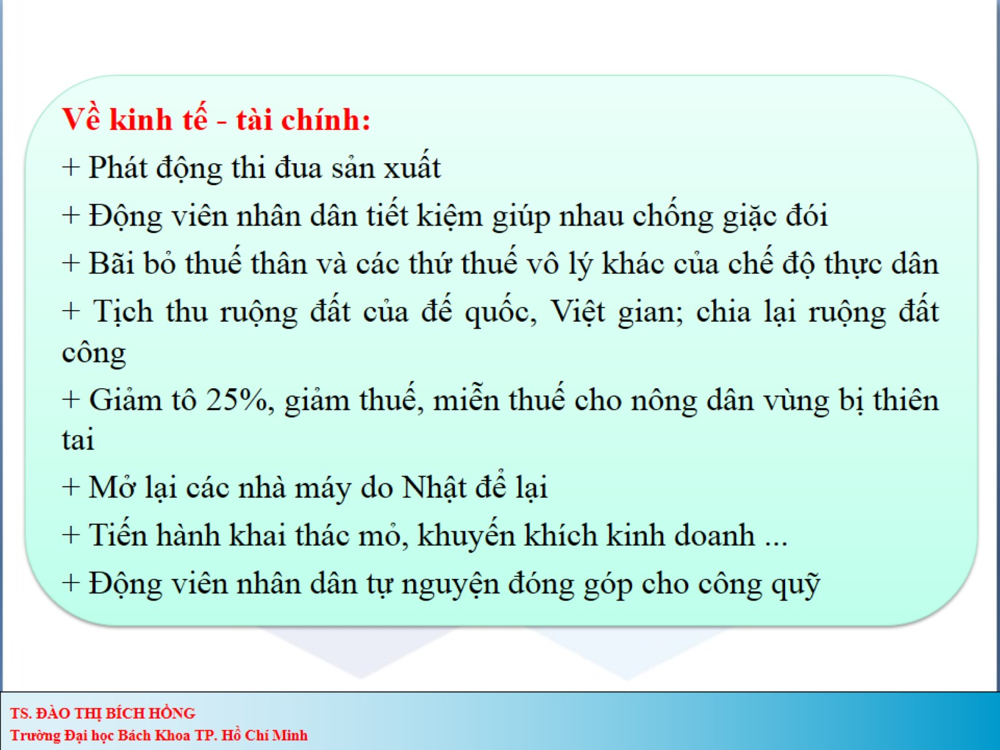 Về kinh tế - tài chính:
+ Phát động thi đua sản xuất
+ Động viên nhân dân tiết kiệm giúp nhau chống giặc đói
+ Bãi bỏ thuế thân và các thứ thuế vô lý khác của chế độ thực dân
+ Tịch thu ruộng đất của đế quốc, Việt gian; chia lại ruộng đất
công
+ Giảm tô 25%, giảm thuế, miễn thuế cho nông dân vùng bị thiên
tai
+ Mở lại các nhà máy do Nhật để lại
+ Tiến hành khai thác mỏ, khuyến khích kinh doanh ...
+ Động viên nhân dân tự nguyện đóng góp cho công quỹ
TS. ĐÀO THỊ BÍCH HỒNG
Trường Đại học Bách Khoa TP. Hồ Chí Minh